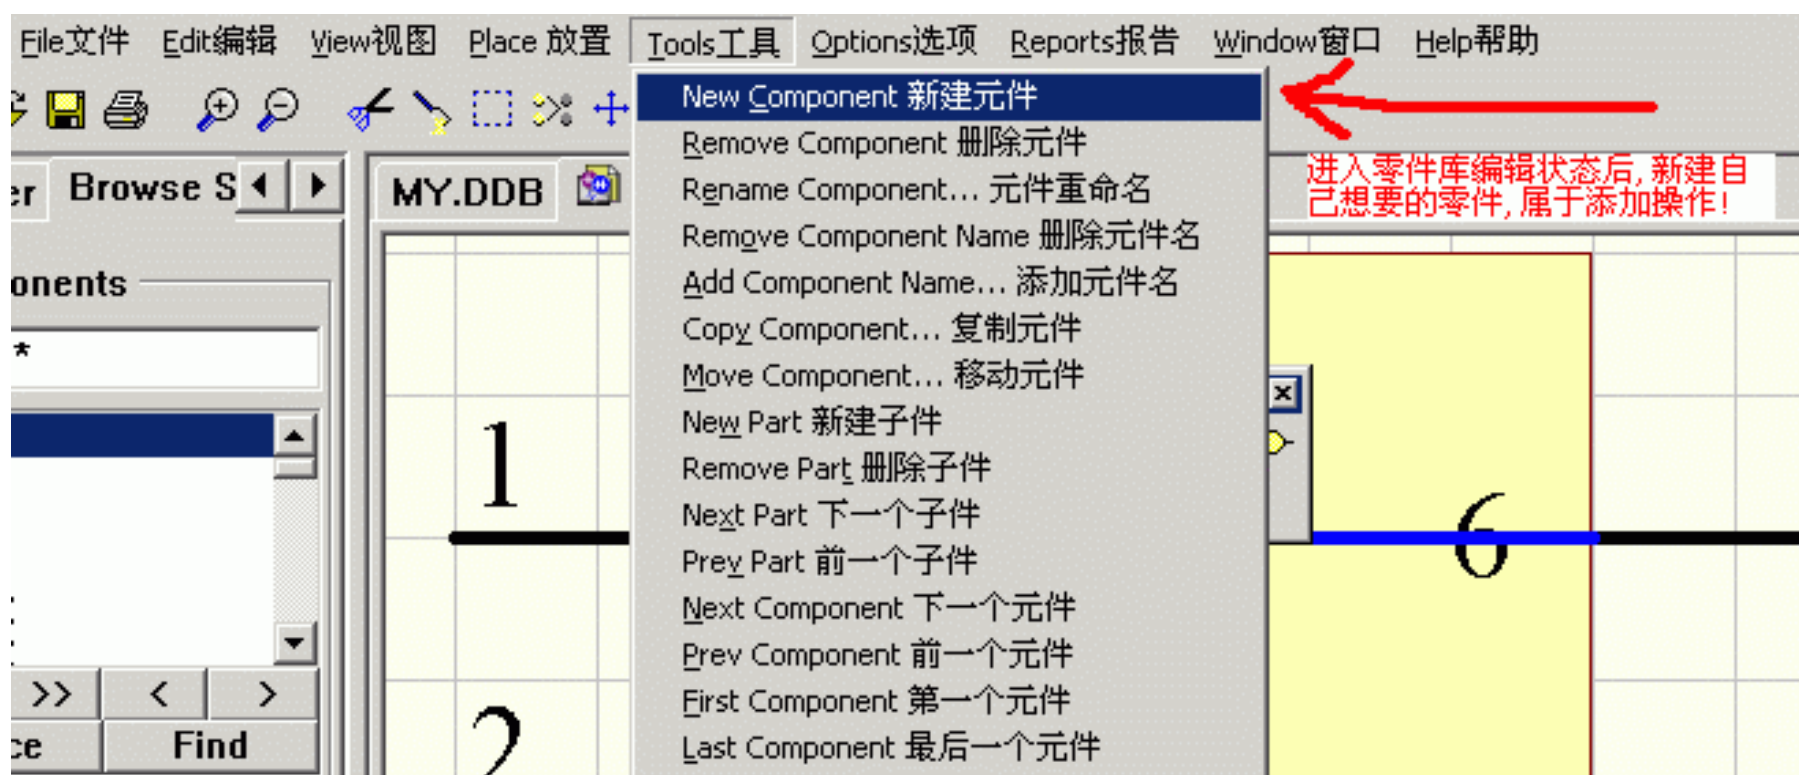 File文件 Edit编辑 View视图 Place 放置 Tools工具 Options选项 Reports报告 Window窗口 Help帮助
New Component 新建元件
Remove Component 删除元件
Rename Component... 元件重命名
Remove Component Name 删除元件名
Add Component Name... 添加元件名
Copy Component... 复制元件
Move Component... 移动元件
New Part 新建子件
Remove Part 删除子件
Next Part 下一个子件
Prev Part 前一个子件
Next Component 下一个元件
Prev Component 前一个元件
First Component 第一个元件
Last Component 最后一个元件
进入零件库编辑状态后,新建自
己想要的零件,属于添加操作!
er Browse S
MY.DDB
onents
*
>> < >
ce Find
1
2
6